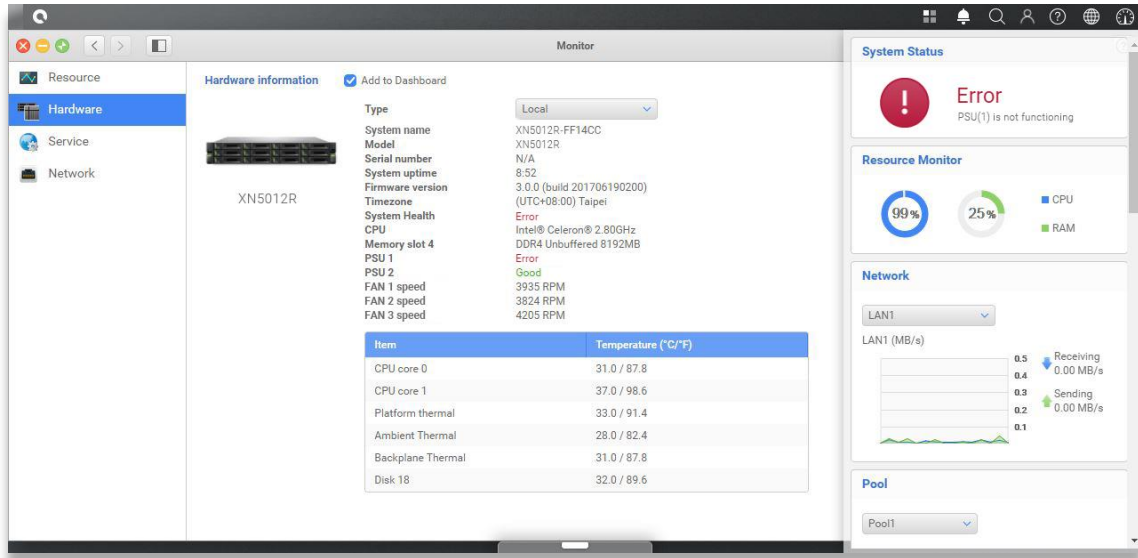 Monitor
Resource
Hardware
Service
Network
Hardware information
Add to Dashboard
XN5012R
Type Local
System name XN5012R-FF14CC
Model XN5012R
Serial number N/A
System uptime 8:52
Firmware version 3.0.0 (build 201706190200)
Timezone (UTC+08:00) Taipei
System Health Error
CPU Intel® Celeron® 2.80GHz
Memory slot 4 DDR4 Unbuffered 8192MB
PSU 1 Error
PSU 2 Good
FAN 1 speed 3935 RPM
FAN 2 speed 3824 RPM
FAN 3 speed 4205 RPM
Item Temperature (°C/°F)
CPU core 0 31.0 / 87.8
CPU core 1 37.0 / 98.6
Platform thermal 33.0 / 91.4
Ambient Thermal 28.0 / 82.4
Backplane Thermal 31.0 / 87.8
Disk 18 32.0 / 89.6
System Status
Error
PSU(1) is not functioning
Resource Monitor
99% 25%
CPU
RAM
Network
LAN1
LAN1 (MB/s)
0.5
0.4
0.3
0.2
0.1
Receiving
0.00 MB/s
Sending
0.00 MB/s
Pool
Pool1